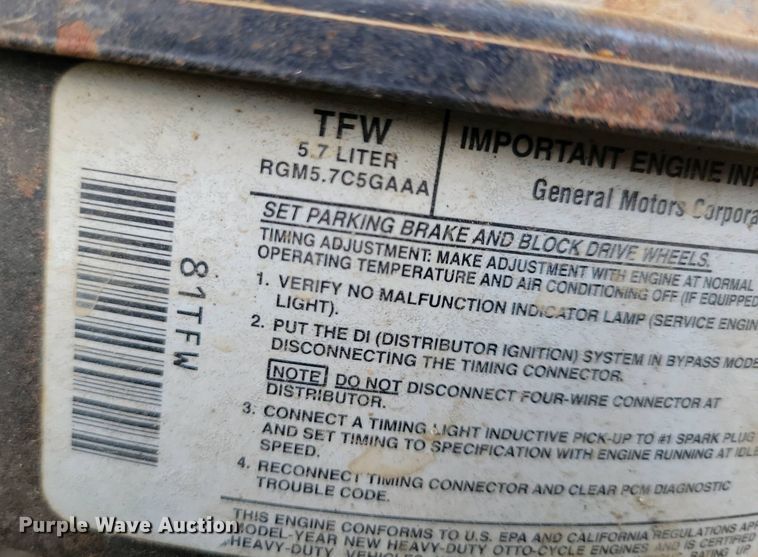 TFW
5.7 LITER
RGM5.7C5GAAA
IMPORTANT ENGINE
General Motors
SET PARKING BRAKE AND BLOCK DRIVE WHEELS.
TIMING ADJUSTMENT: MAKE ADJUSTMENT WITH ENGINE AT NORMAL
OPERATING TEMPERATURE AND AIR CONDITIONING OFF (IF EQUIPPED
1. VERIFY NO MALFUNCTION INDICATOR LAMP (SERVICE ENGIN
LIGHT).
2. PUT THE DI (DISTRIBUTOR IGNITION) SYSTEM IN BYPASS MODE
DISCONNECTING THE TIMING CONNECTOR.
NOTE DO NOT DISCONNECT FOUR-WIRE CONNECTOR AT
DISTRIBUTOR.
3. CONNECT A TIMING LIGHT INDUCTIVE PICK-UP TO #1 SPARK PLUG
AND SET TIMING TO SPECIFICATION WITH ENGINE RUNNING AT IDLE
SPEED.
4. RECONNECT TIMING CONNECTOR AND CLEAR PCM DIAGNOSTIC
TROUBLE CODE.
THIS ENGINE CONFORMS TO U.S. EPA AND CALIFORNIA REGULATIONS
MODEL-YEAR NEW HEAVY-DUTY OTTO-CYCLE ENGINES AND IS CERTIFIED
HEAVY-DUTY UP
81TFW
Purple Wave Auction